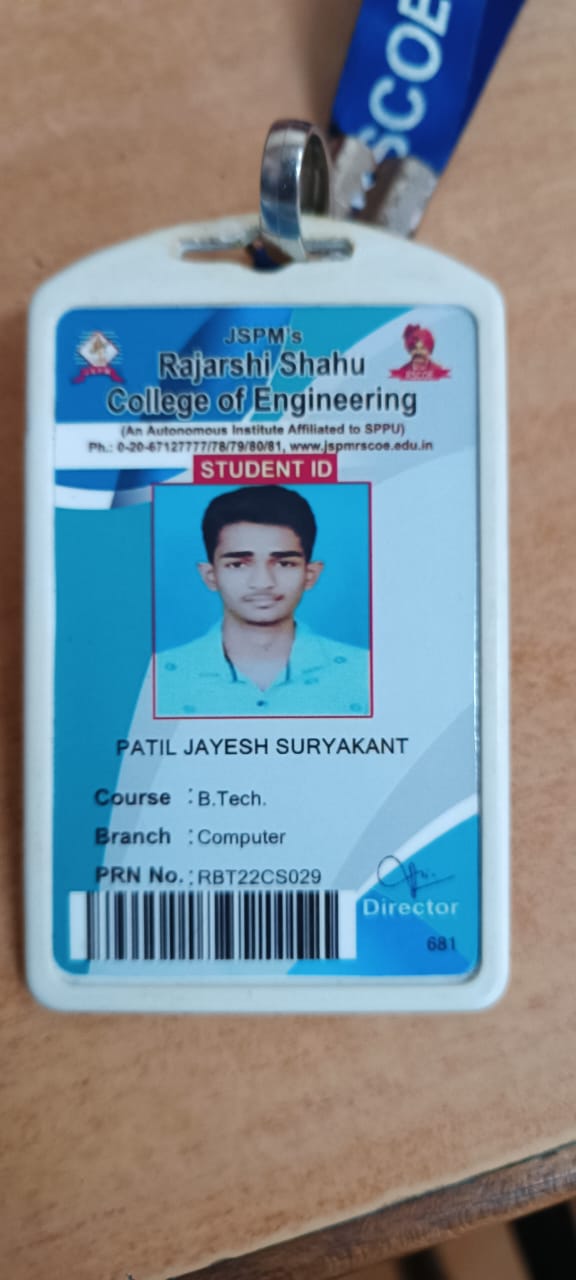 SCOE
JSPM's
Rajarshi Shahu
College of Engineering
(An Autonomous Institute Affiliated to SPPU)
Ph.: 0-20-67127777/78/79/80/81, www.jspmrscoe.edu.in
STUDENT ID
PATIL JAYESH SURYAKANT
Course : B.Tech.
Branch : Computer
PRN No. : RBT22CS029
Director
681